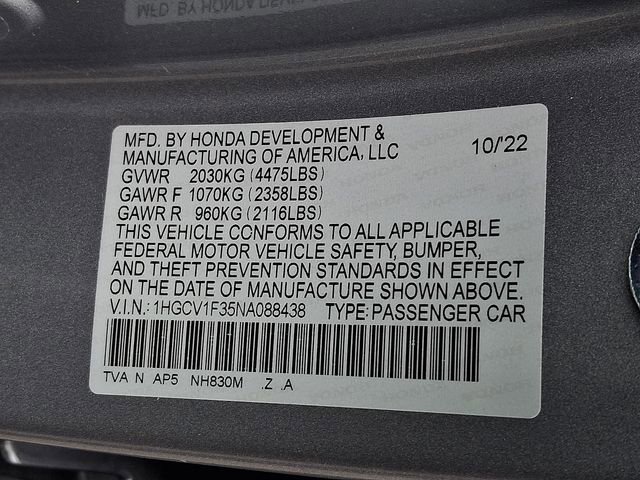 MFD. BY HONDA DEVELOPMENT &
MANUFACTURING OF AMERICA, LLC 10/'22
GVWR 2030KG (4475LBS)
GAWR F 1070KG (2358LBS)
GAWR R 960KG (2116LBS)
THIS VEHICLE CONFORMS TO ALL APPLICABLE
FEDERAL MOTOR VEHICLE SAFETY, BUMPER,
AND THEFT PREVENTION STANDARDS IN EFFECT
ON THE DATE OF MANUFACTURE SHOWN ABOVE.
V.I.N.: 1HGCV1F35NA088438 TYPE: PASSENGER CAR
TVA N AP5 NH830M .Z .A